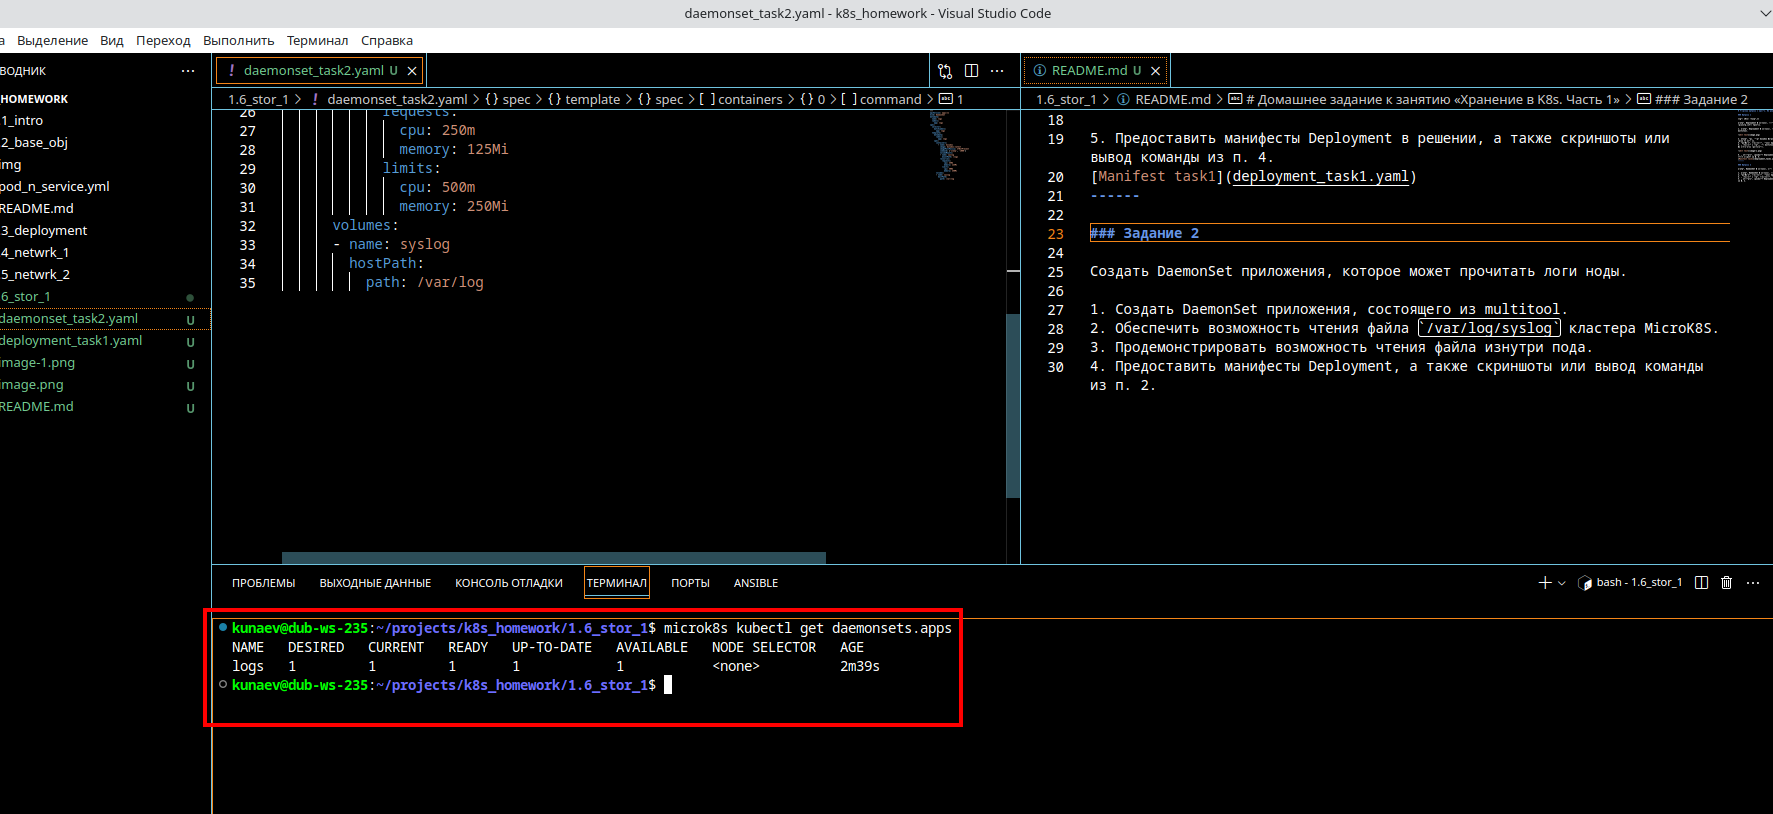 daemonset_task2.yaml - k8s_homework - Visual Studio Code
а Выделение Вид Переход Выполнить Терминал Справка
ВОДНИК ···
HOMEWORK
1_intro
2_base_obj
img
pod_n_service.yml
README.md
3_deployment
4_netwrk_1
5_netwrk_2
6_stor_1
daemonset_task2.yaml U
deployment_task1.yaml U
image-1.png U
image.png U
README.md U
! daemonset_task2.yaml U
1.6_stor_1 > ! daemonset_task2.yaml > {} spec > {} template > {} spec > [ ] containers > {} 0 > [ ] command > abc 1
26 requests:
27 cpu: 250m
28 memory: 125Mi
29 limits:
30 cpu: 500m
31 memory: 250Mi
32 volumes:
33 - name: syslog
34 hostPath:
35 path: /var/log
README.md U
1.6_stor_1 > README.md > abc # Домашнее задание к занятию «Хранение в K8s. Часть 1» > abc ### Задание 2
18
19 5. Предоставить манифесты Deployment в решении, а также скриншоты или
вывод команды из п. 4.
20 [Manifest task1](deployment_task1.yaml)
21 ------
22
23 ### Задание 2
24
25 Создать DaemonSet приложения, которое может прочитать логи ноды.
26
27 1. Создать DaemonSet приложения, состоящего из multitool.
28 2. Обеспечить возможность чтения файла `/var/log/syslog` кластера MicroK8S.
29 3. Продемонстрировать возможность чтения файла изнутри пода.
30 4. Предоставить манифесты Deployment, а также скриншоты или вывод команды
из п. 2.
ПРОБЛЕМЫ ВЫХОДНЫЕ ДАННЫЕ КОНСОЛЬ ОТЛАДКИ ТЕРМИНАЛ ПОРТЫ ANSIBLE
bash - 1.6_stor_1
kunaev@dub-ws-235:~/projects/k8s_homework/1.6_stor_1$ microk8s kubectl get daemonsets.apps
NAME DESIRED CURRENT READY UP-TO-DATE AVAILABLE NODE SELECTOR AGE
logs 1 1 1 1 1 <none> 2m39s
kunaev@dub-ws-235:~/projects/k8s_homework/1.6_stor_1$